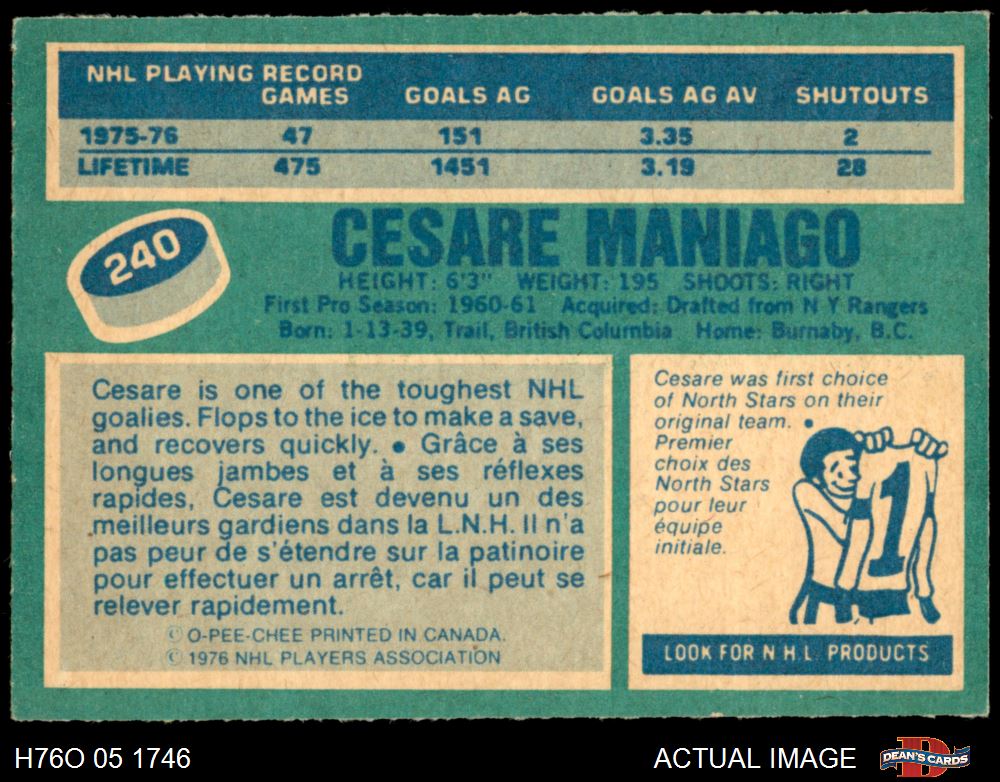 NHL PLAYING RECORD
GAMES GOALS AG GOALS AG AV SHUTOUTS
1975-76 47 151 3.35 2
LIFETIME 475 1451 3.19 28
240
CESARE MANIAGO
HEIGHT: 6'3" WEIGHT: 195 SHOOTS: RIGHT
First Pro Season: 1960-61 Acquired: Drafted from N Y Rangers
Born: 1-13-39, Trail, British Columbia Home: Burnaby, B.C.
Cesare is one of the toughest NHL
goalies. Flops to the ice to make a save,
and recovers quickly. • Grâce à ses
longues jambes et à ses réflexes
rapides, Cesare est devenu un des
meilleurs gardiens dans la L.N.H. Il n'a
pas peur de s'étendre sur la patinoire
pour effectuer un arrêt, car il peut se
relever rapidement.
© O-PEE-CHEE PRINTED IN CANADA.
© 1976 NHL PLAYERS ASSOCIATION
Cesare was first choice
of North Stars on their
original team. •
Premier
choix des
North Stars
pour leur
équipe
initiale.
1
LOOK FOR N.H.L. PRODUCTS
H76O 05 1746
ACTUAL IMAGE
DEAN'S CARDS